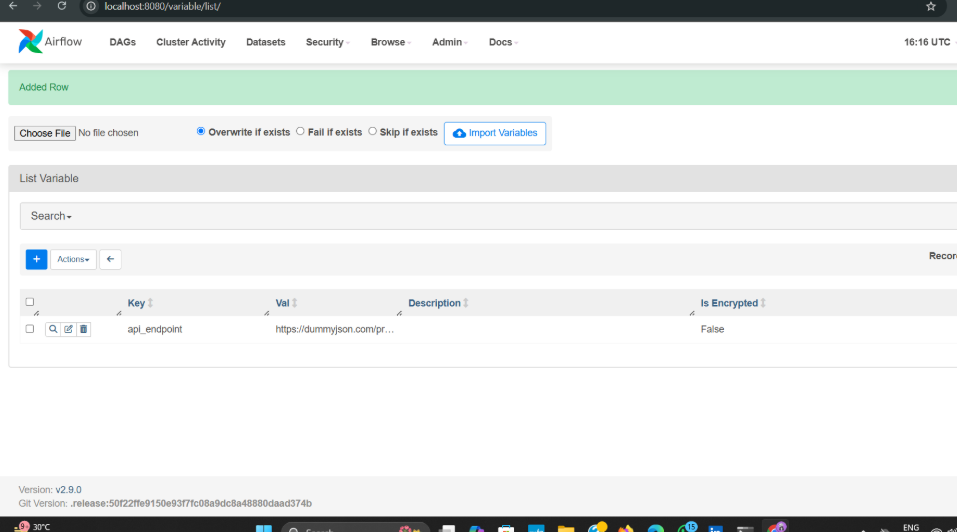 localhost:8080/variable/list/
Airflow DAGs Cluster Activity Datasets Security Browse Admin Docs 16:16 UTC
Added Row
Choose File No file chosen Overwrite if exists Fail if exists Skip if exists Import Variables
List Variable
Search
+ Actions Recor
Key Val Description Is Encrypted
api_endpoint https://dummyjson.com/pr… False
Version: v2.9.0
Git Version: .release:50f22ffe9150e93f7fc08a9dc8a48880daad374b
9+ 30°C Search 15 ENG